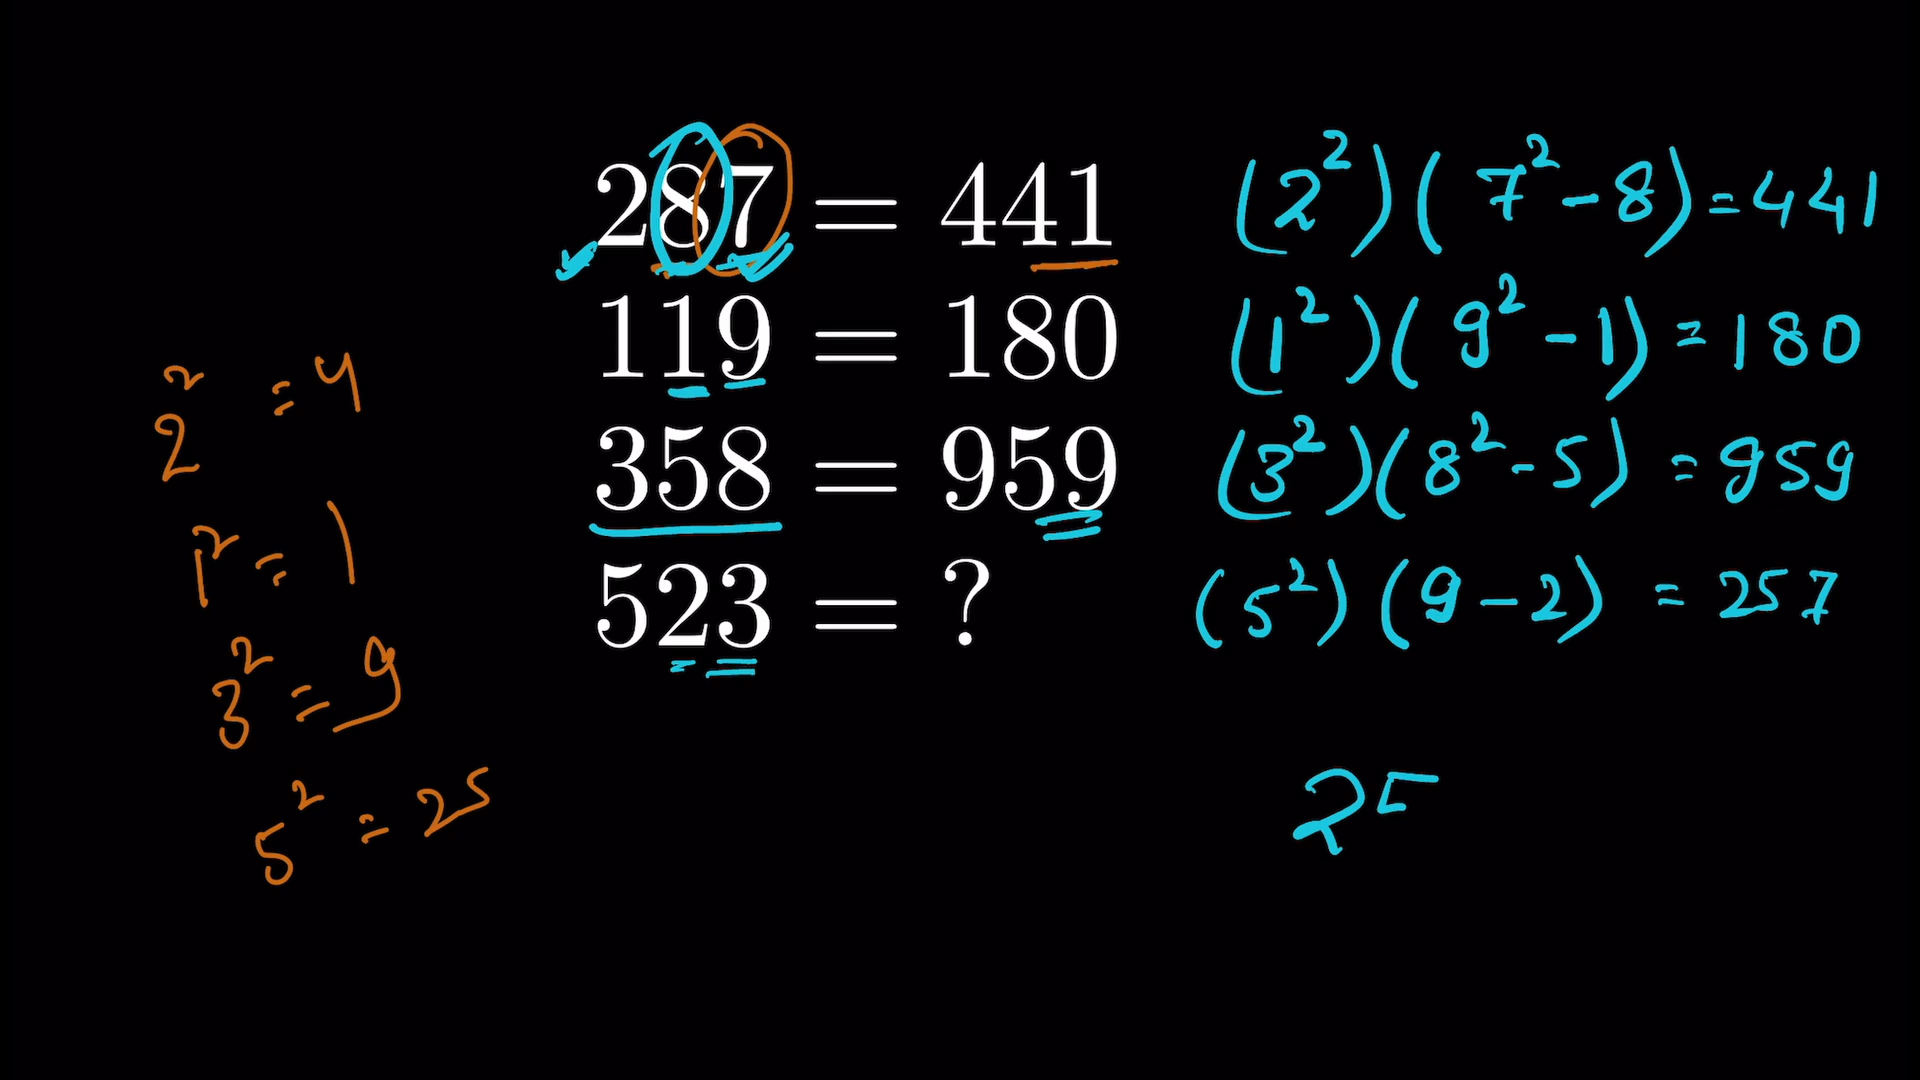 287 = 441
119 = 180
358 = 959
523 = ?
(2²)(7²-8)=441
(1²)(9²-1)=180
(3²)(8²-5)=959
(5²)(9-2)=257
25
2²=4
1²=1
3²=9
5²=25